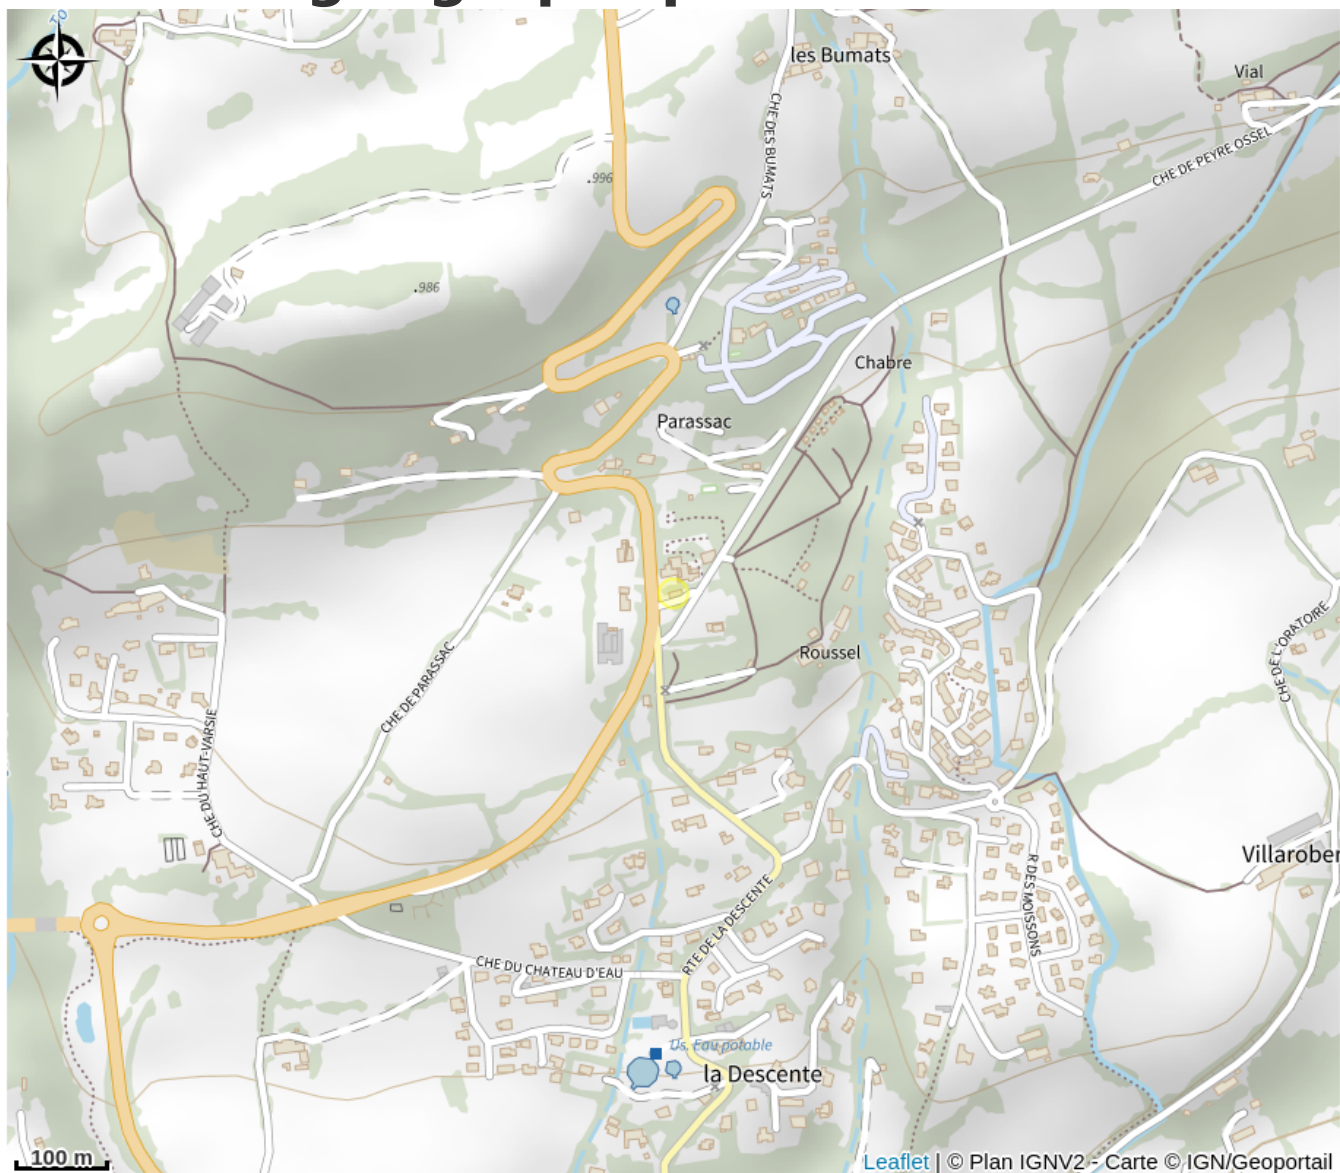 les Bumats
Vial
CHE DES BUMATS
CHE DE PEYRE OSSEL
.996
.986
Chabre
Parassac
CHE DE L'ORATOIRE
Roussel
CHE DE PARASSAC
CHE DU HAUT-VARSIE
Villarober
R DES MOISSONS
RTE DE LA DESCENTE
CHE DU CHATEAU D'EAU
Us. Eau potable
la Descente
100 m
Leaflet | © Plan IGNV2 - Carte © IGN/Geoportail